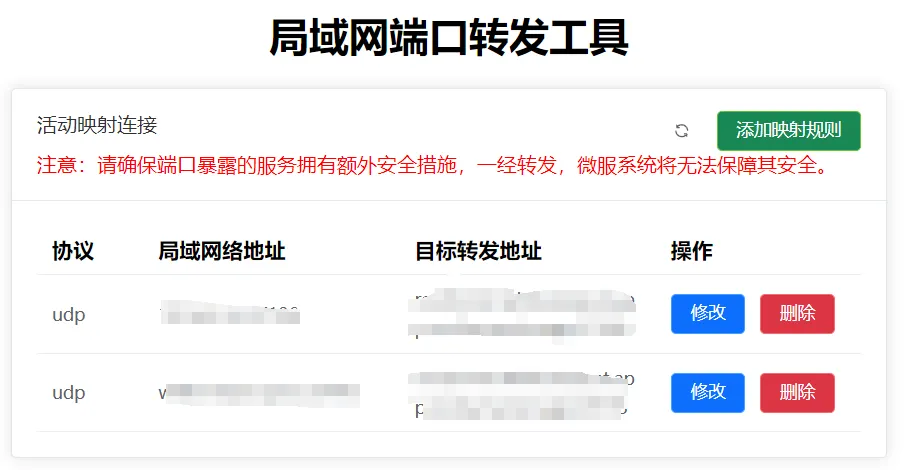 局域网端口转发工具
活动映射连接
添加映射规则
注意：请确保端口暴露的服务拥有额外安全措施，一经转发，微服系统将无法保障其安全。
协议 局域网络地址 目标转发地址 操作
udp 修改 删除
udp 修改 删除